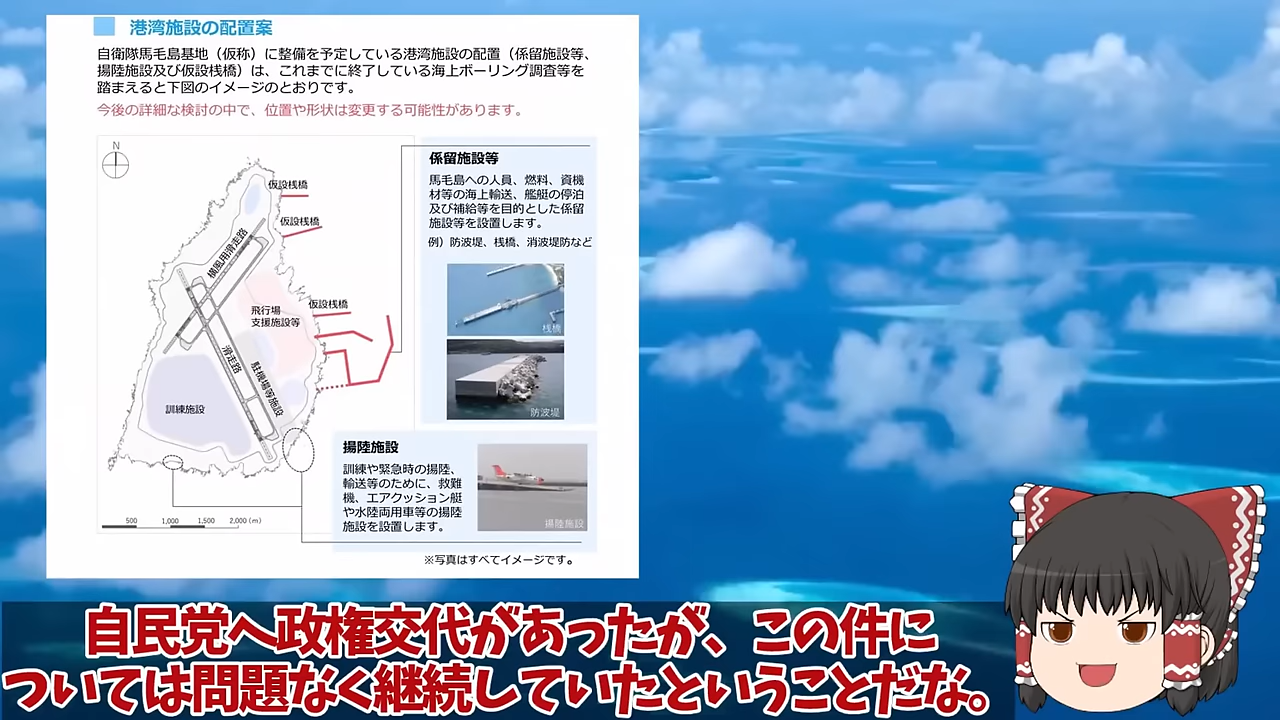 港湾施設の配置案
自衛隊馬毛島基地（仮称）に整備を予定している港湾施設の配置（係留施設等、
揚陸施設及び仮設桟橋）は、これまでに終了している海上ボーリング調査等を
踏まえると下図のイメージのとおりです。
今後の詳細な検討の中で、位置や形状は変更する可能性があります。
N
仮設桟橋
仮設桟橋
横風用滑走路
仮設桟橋
飛行場
支援施設等
滑走路
駐機場等施設
訓練施設
500 1,000 1,500 2,000 (m)
係留施設等
馬毛島への人員、燃料、資機
材等の海上輸送、艦艇の停泊
及び補給等を目的とした係留
施設等を設置します。
例）防波堤、桟橋、消波堤防など
桟橋
防波堤
揚陸施設
訓練や緊急時の揚陸、
輸送等のために、救難
機、エアクッション艇
や水陸両用車等の揚陸
施設を設置します。
揚陸施設
※写真はすべてイメージです。
自民党へ政権交代があったが、この件に
ついては問題なく継続していたということだな。